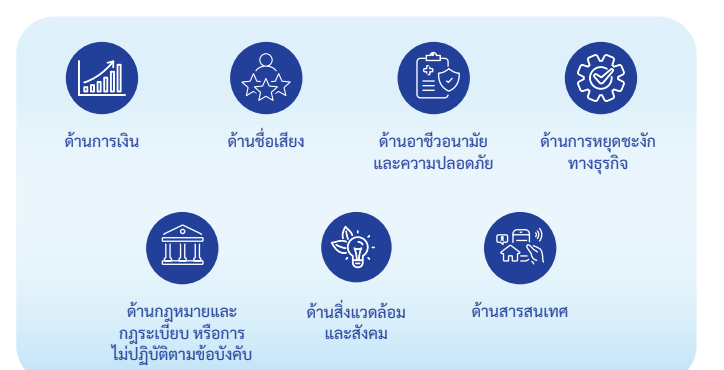 ด้านการเงิน
ด้านชื่อเสียง
ด้านอาชีวอนามัย
และความปลอดภัย
ด้านการหยุดชะงัก
ทางธุรกิจ
ด้านกฎหมายและ
กฎระเบียบ หรือการ
ไม่ปฏิบัติตามข้อบังคับ
ด้านสิ่งแวดล้อม
และสังคม
ด้านสารสนเทศ